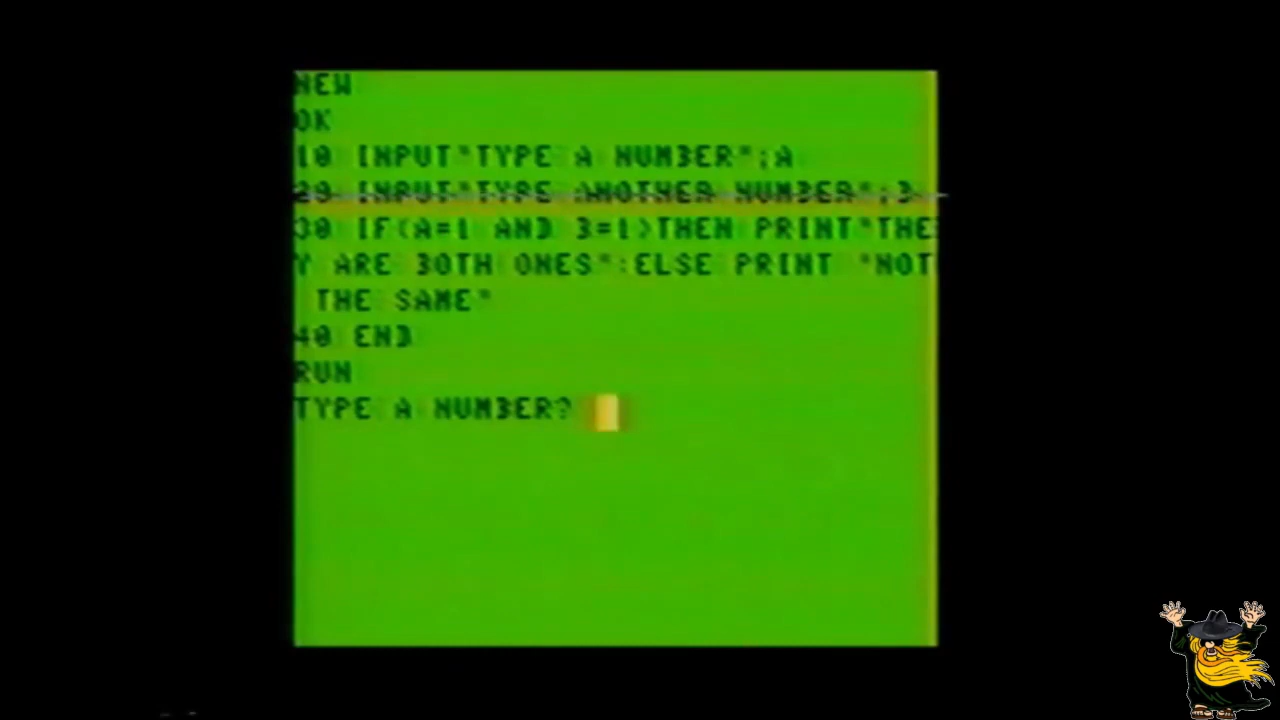 NEW
OK
10 INPUT"TYPE A NUMBER";A
20 INPUT"TYPE ANOTHER NUMBER";B
30 IF(A=1 AND B=1)THEN PRINT"THE
Y ARE BOTH ONES":ELSE PRINT "NOT
THE SAME"
40 END
RUN
TYPE A NUMBER?